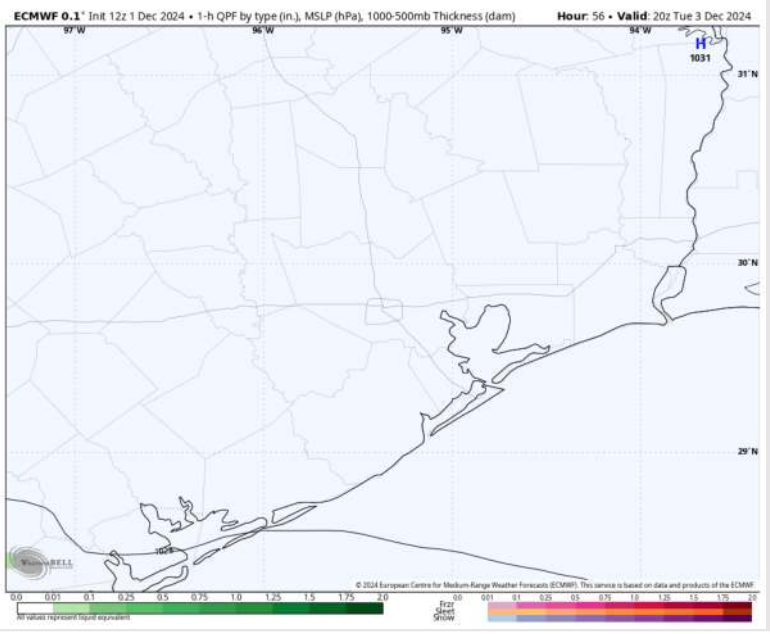 ECMWF 0.1° Init 12z 1 Dec 2024 • 1-h QPF by type (in.), MSLP (hPa), 1000-500mb Thickness (dam) Hour: 56 • Valid: 20z Tue 3 Dec 2024
97°W 96°W 95°W 94°W
H
1031
31°N
30°N
29°N
WeatherBELL
© 2024 European Centre for Medium-Range Weather Forecasts (ECMWF). This service is based on data and products of the ECMWF
0.0 0.01 0.1 0.25 0.5 0.75 1.0 1.25 1.5 1.75 2.0 0.0 0.01 0.1 0.25 0.5 0.75 1.0 1.25 1.5 1.75 2.0
Frzr
Sleet
Snow
All values represent liquid equivalent